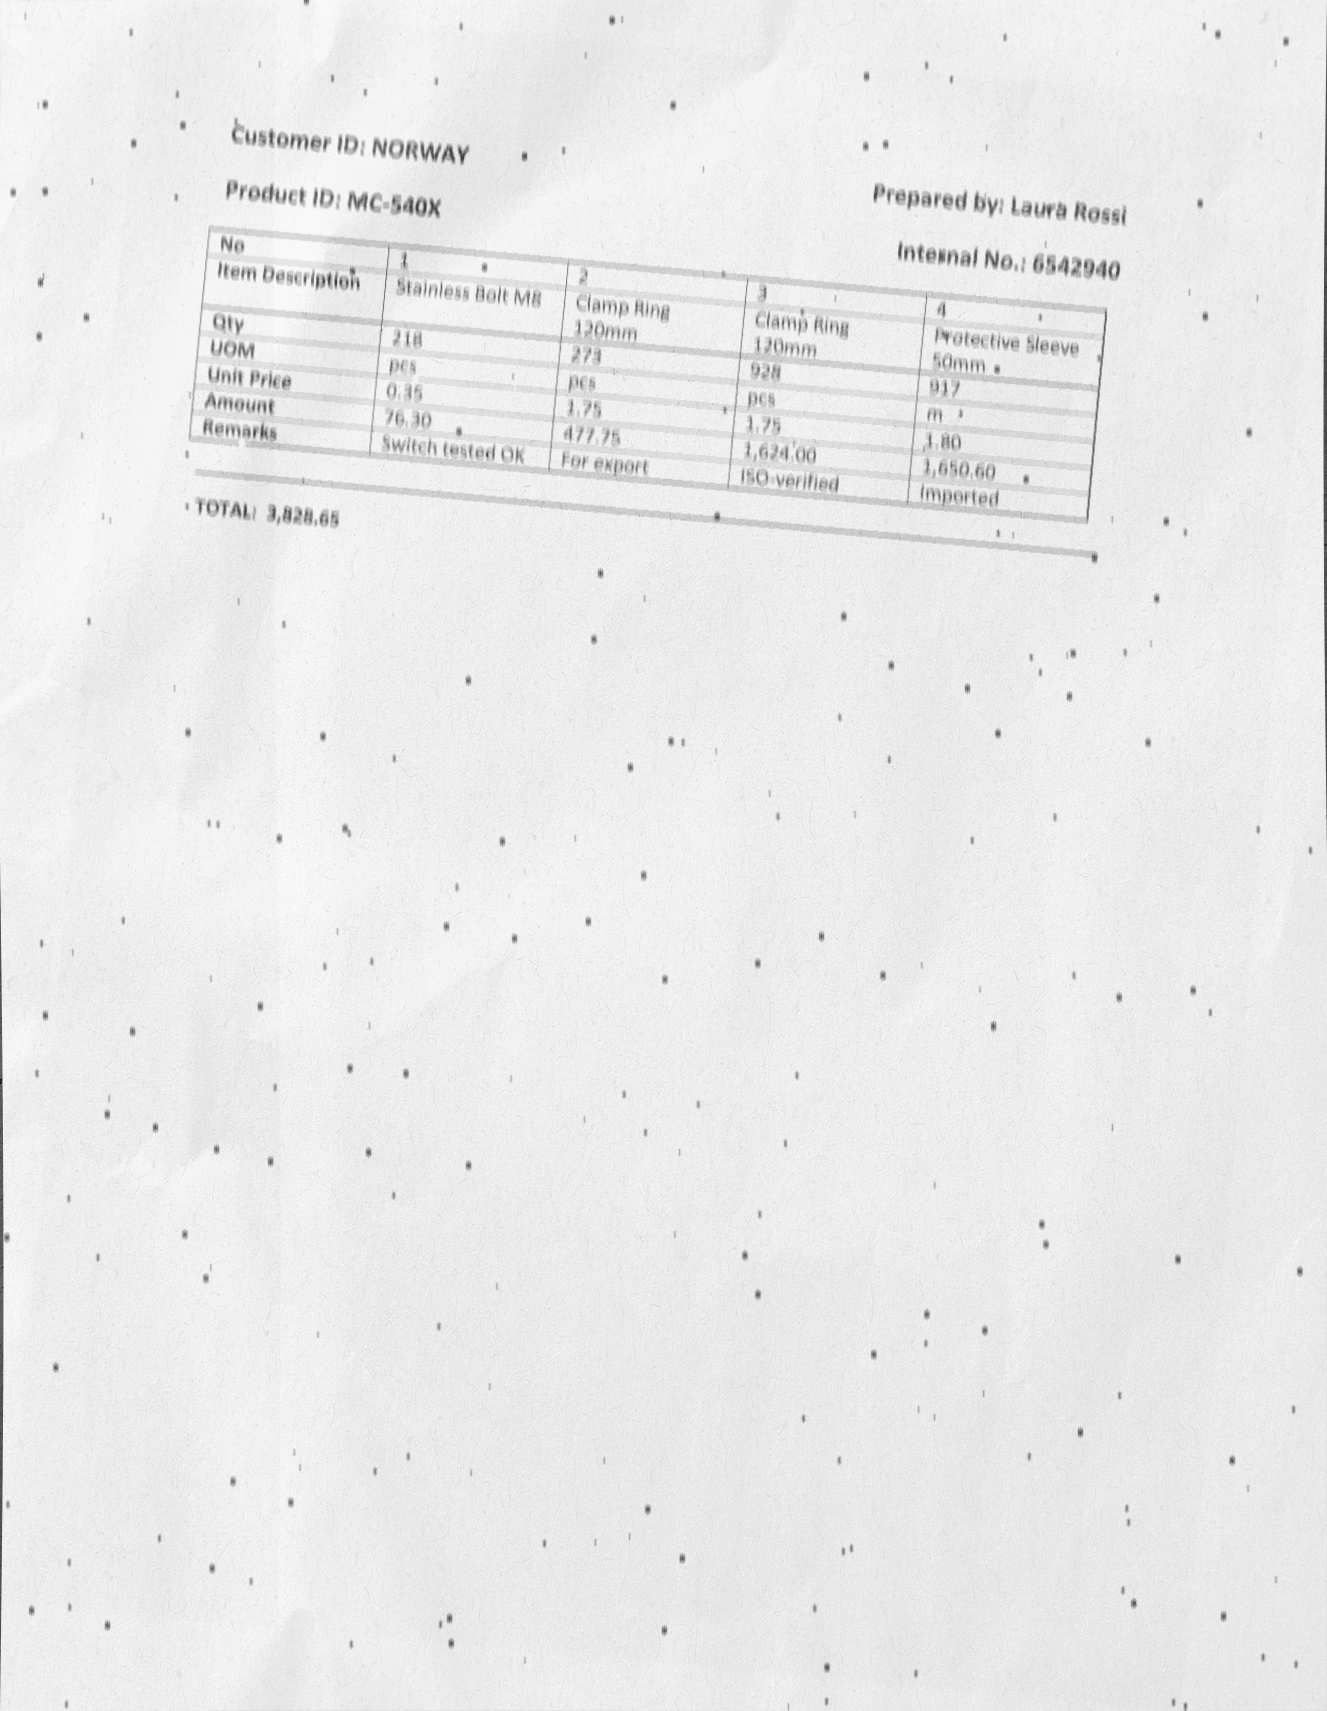 Customer ID: NORWAY
Product ID: MC-540X
Prepared by: Laura Rossi
Internal No.: 6542940
No 1 2 3 4
Item Description Stainless Bolt M8 Clamp Ring 120mm Clamp Ring 120mm Protective Sleeve 50mm
Qty 218 273 928 917
UOM pcs pcs pcs m
Unit Price 0.35 1.75 1.75 1.80
Amount 76.30 477.75 1,624.00 1,650.60
Remarks Switch tested OK For export ISO-verified Imported
TOTAL: 3,828.65